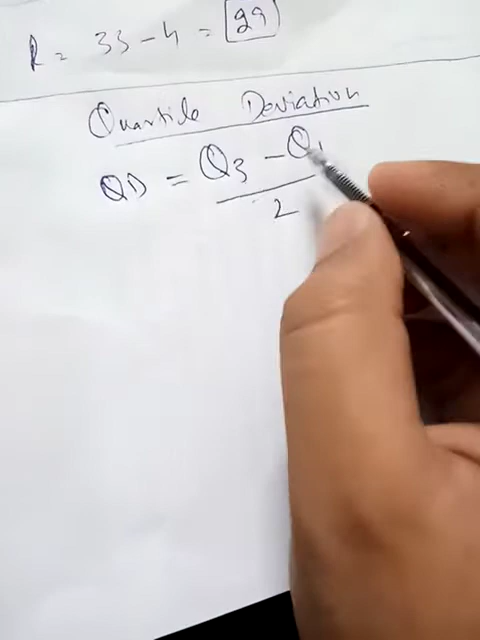 R = 33 - 4 = 29
Quartile Deviation
QD = Q3 - Q1
2